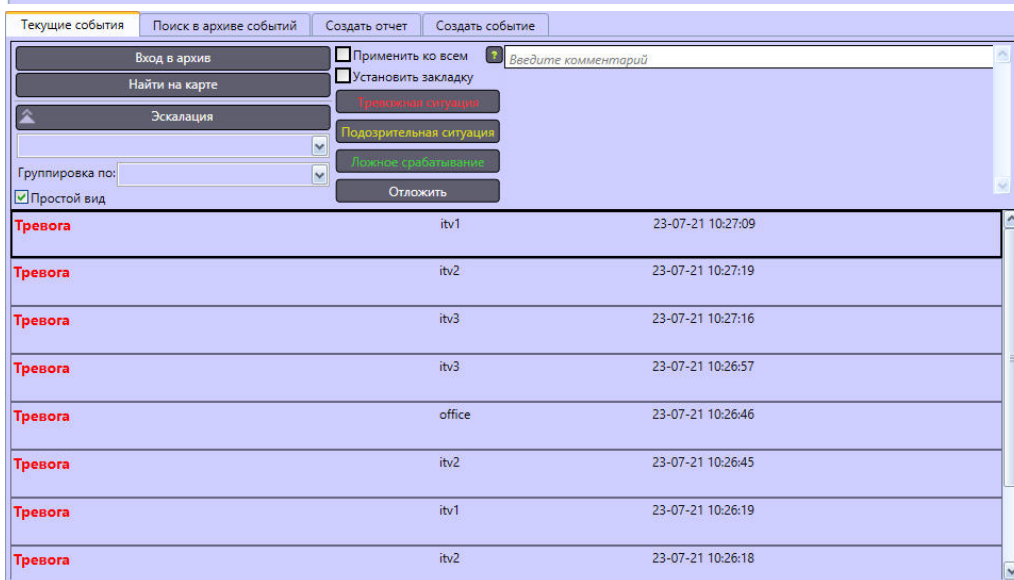 Текущие события Поиск в архиве событий Создать отчет Создать событие
Вход в архив
Найти на карте
Эскалация
Группировка по:
Простой вид
Применить ко всем ?
Установить закладку
Тревожная ситуация
Подозрительная ситуация
Ложное срабатывание
Отложить
Введите комментарий
Тревога itv1 23-07-21 10:27:09
Тревога itv2 23-07-21 10:27:19
Тревога itv3 23-07-21 10:27:16
Тревога itv3 23-07-21 10:26:57
Тревога office 23-07-21 10:26:46
Тревога itv2 23-07-21 10:26:45
Тревога itv1 23-07-21 10:26:19
Тревога itv2 23-07-21 10:26:18